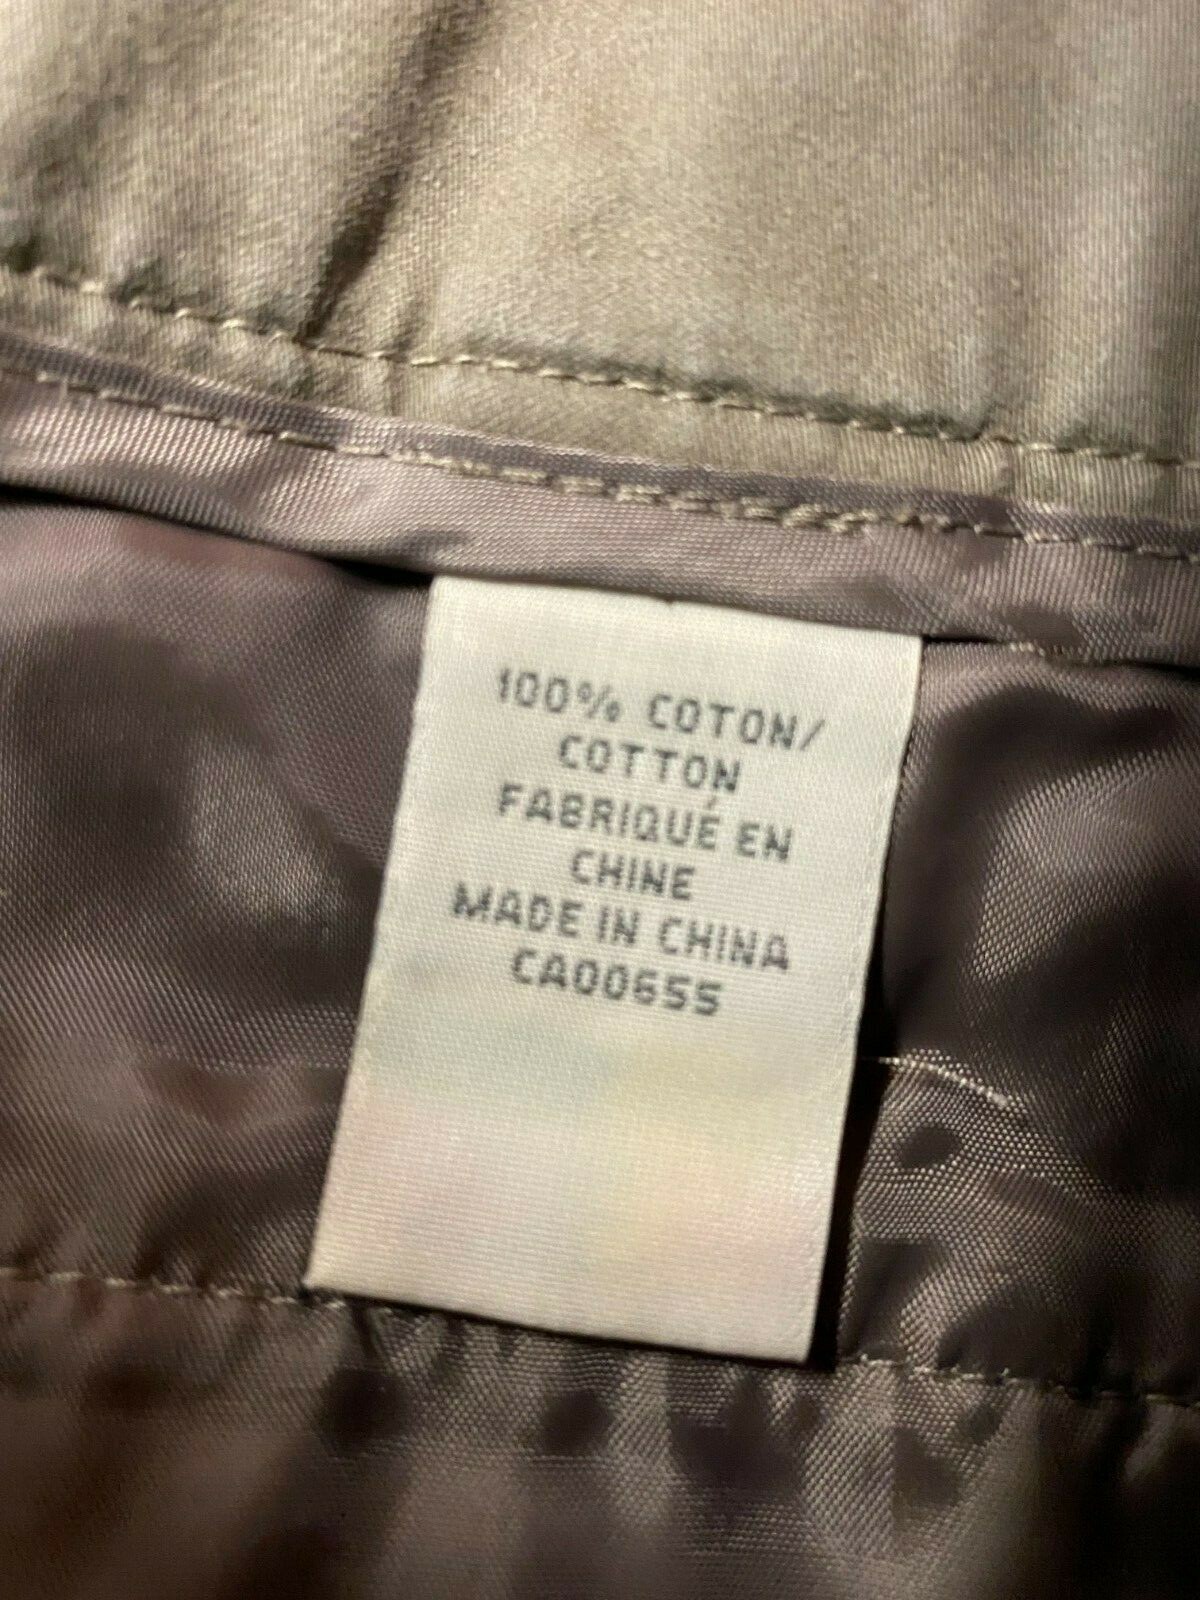 100% COTON/
COTTON
FABRIQUÉ EN
CHINE
MADE IN CHINA
CA00655